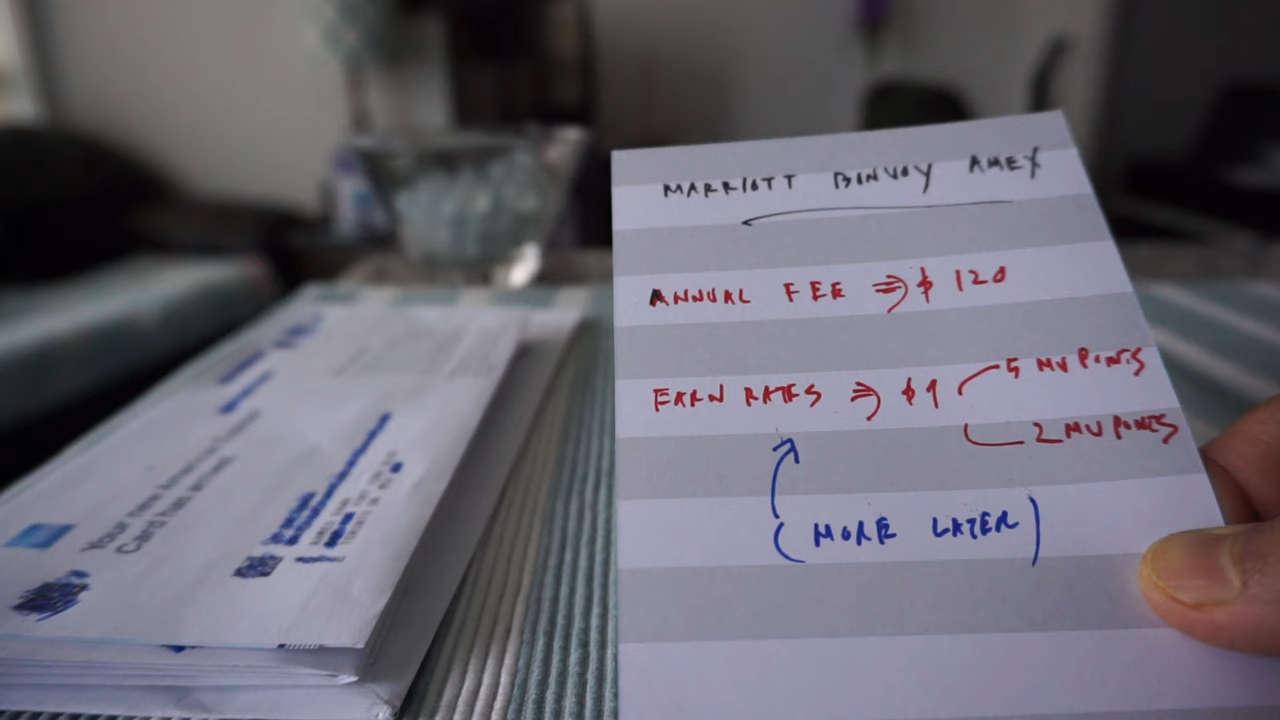 MARRIOTT BONVOY AMEX
ANNUAL FEE ⇒ $ 120
EARN RATES ⇒ $1
5 MV POINTS
2 MV POINTS
(MORE LATER)
Your new American
Card has arrived